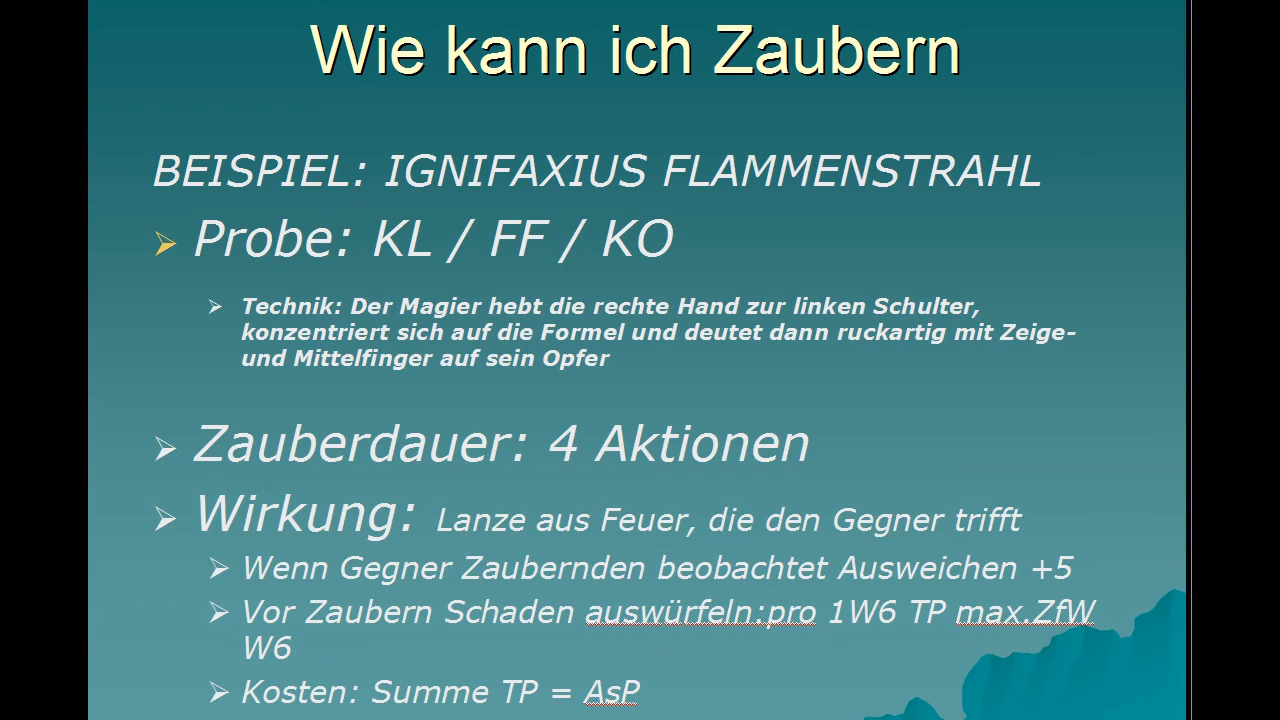 Wie kann ich Zaubern
BEISPIEL: IGNIFAXIUS FLAMMENSTRAHL
Probe: KL / FF / KO
Technik: Der Magier hebt die rechte Hand zur linken Schulter,
konzentriert sich auf die Formel und deutet dann ruckartig mit Zeige-
und Mittelfinger auf sein Opfer
Zauberdauer: 4 Aktionen
Wirkung: Lanze aus Feuer, die den Gegner trifft
Wenn Gegner Zaubernden beobachtet Ausweichen +5
Vor Zaubern Schaden auswürfeln:pro 1W6 TP max.ZfW
W6
Kosten: Summe TP = AsP